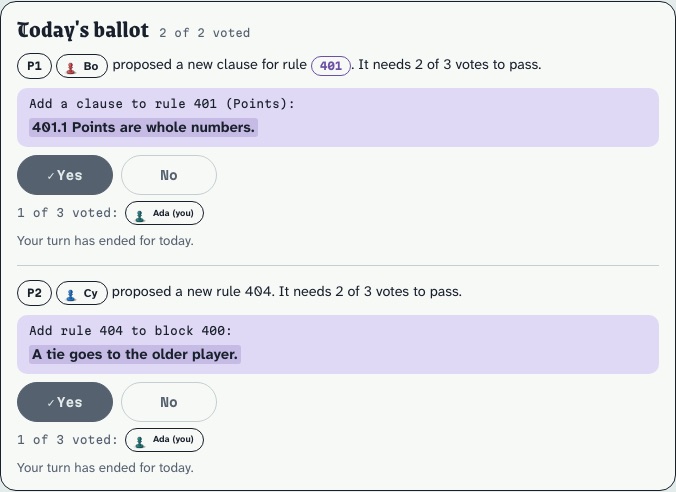 Today's ballot 2 of 2 voted
P1 Bo proposed a new clause for rule 401. It needs 2 of 3 votes to pass.
Add a clause to rule 401 (Points):
401.1 Points are whole numbers.
✓Yes No
1 of 3 voted: Ada (you)
Your turn has ended for today.
P2 Cy proposed a new rule 404. It needs 2 of 3 votes to pass.
Add rule 404 to block 400:
A tie goes to the older player.
✓Yes No
1 of 3 voted: Ada (you)
Your turn has ended for today.